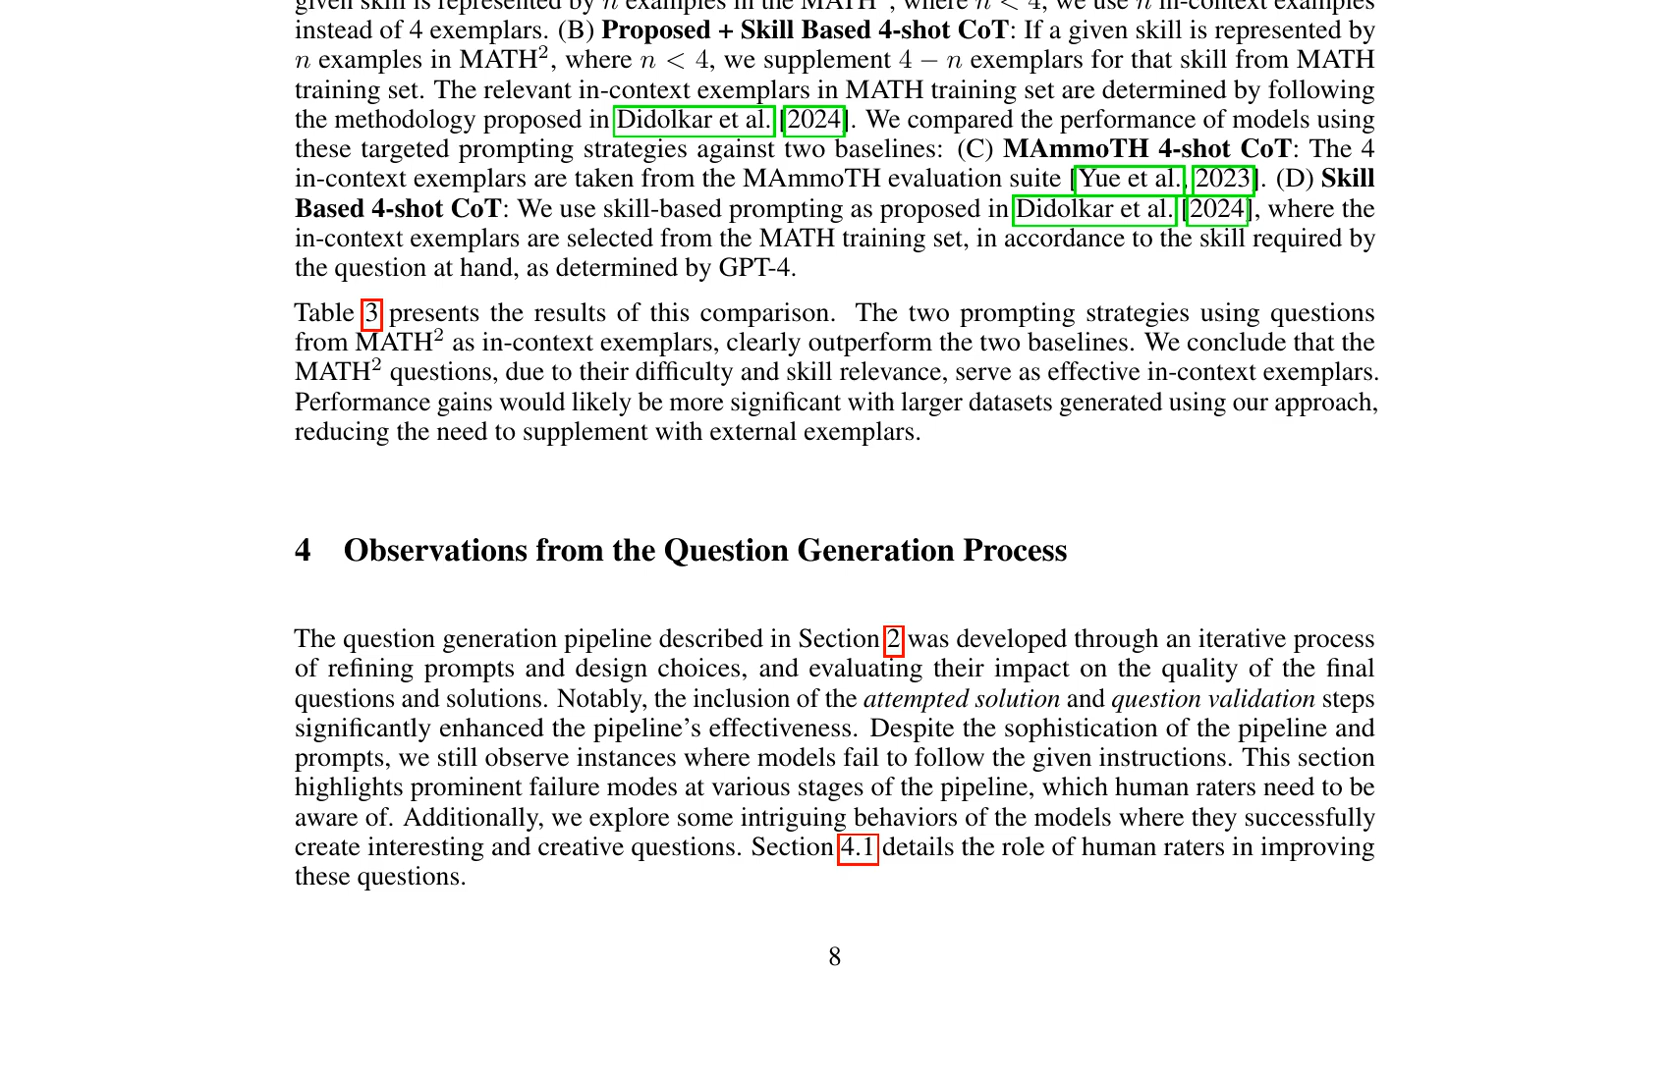 given skill is represented by n examples in the MATH², where n < 4, we use n in-context examples
instead of 4 exemplars. (B) Proposed + Skill Based 4-shot CoT: If a given skill is represented by
n examples in MATH², where n < 4, we supplement 4 − n exemplars for that skill from MATH
training set. The relevant in-context exemplars in MATH training set are determined by following
the methodology proposed in Didolkar et al. [2024]. We compared the performance of models using
these targeted prompting strategies against two baselines: (C) MAmmoTH 4-shot CoT: The 4
in-context exemplars are taken from the MAmmoTH evaluation suite [Yue et al., 2023]. (D) Skill
Based 4-shot CoT: We use skill-based prompting as proposed in Didolkar et al. [2024], where the
in-context exemplars are selected from the MATH training set, in accordance to the skill required by
the question at hand, as determined by GPT-4.
Table 3 presents the results of this comparison. The two prompting strategies using questions
from MATH² as in-context exemplars, clearly outperform the two baselines. We conclude that the
MATH² questions, due to their difficulty and skill relevance, serve as effective in-context exemplars.
Performance gains would likely be more significant with larger datasets generated using our approach,
reducing the need to supplement with external exemplars.
4 Observations from the Question Generation Process
The question generation pipeline described in Section 2 was developed through an iterative process
of refining prompts and design choices, and evaluating their impact on the quality of the final
questions and solutions. Notably, the inclusion of the attempted solution and question validation steps
significantly enhanced the pipeline's effectiveness. Despite the sophistication of the pipeline and
prompts, we still observe instances where models fail to follow the given instructions. This section
highlights prominent failure modes at various stages of the pipeline, which human raters need to be
aware of. Additionally, we explore some intriguing behaviors of the models where they successfully
create interesting and creative questions. Section 4.1 details the role of human raters in improving
these questions.
8